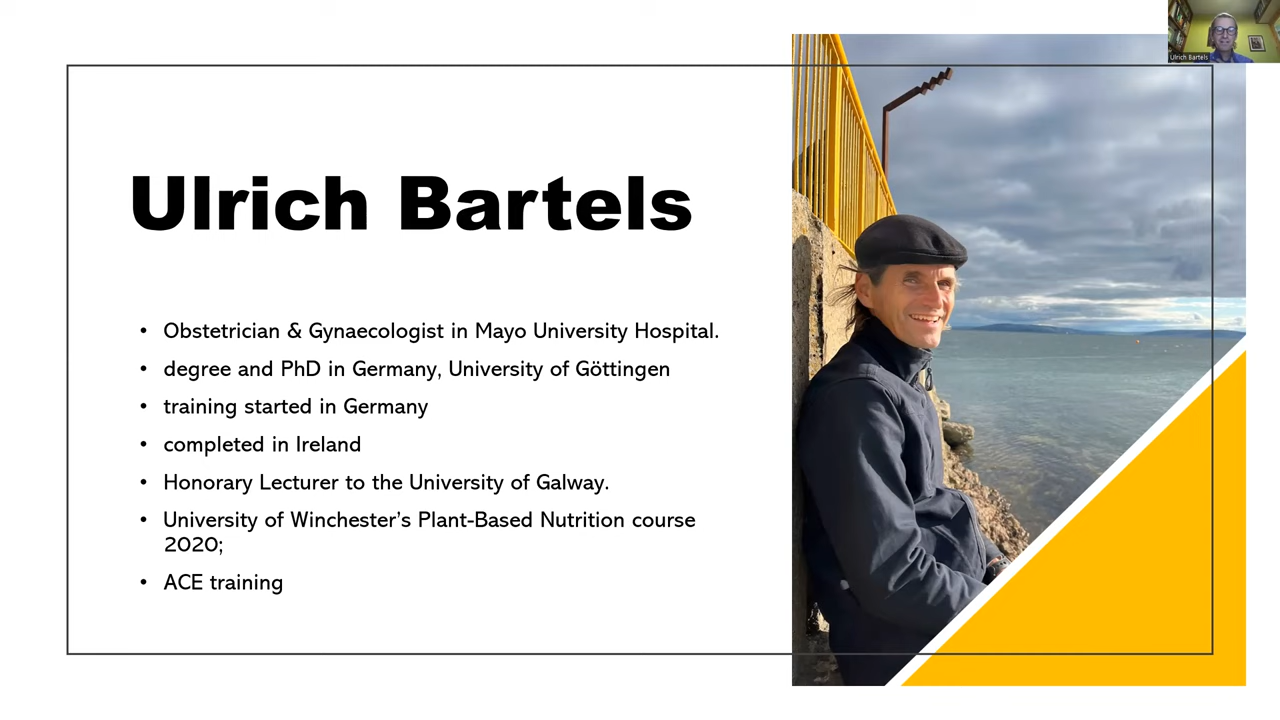 Ulrich Bartels
Ulrich Bartels
• Obstetrician & Gynaecologist in Mayo University Hospital.
• degree and PhD in Germany, University of Göttingen
• training started in Germany
• completed in Ireland
• Honorary Lecturer to the University of Galway.
• University of Winchester’s Plant-Based Nutrition course
2020;
• ACE training